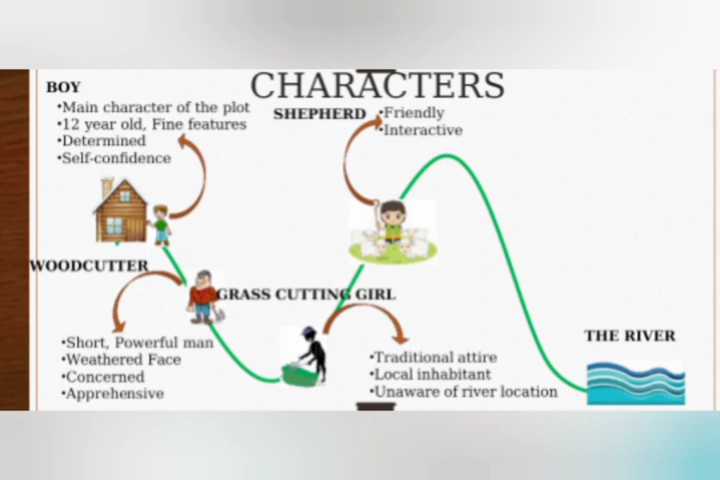 CHARACTERS
BOY
•Main character of the plot
•12 year old, Fine features
•Determined
•Self-confidence
SHEPHERD
•Friendly
•Interactive
WOODCUTTER
•Short, Powerful man
•Weathered Face
•Concerned
•Apprehensive
GRASS CUTTING GIRL
•Traditional attire
•Local inhabitant
•Unaware of river location
THE RIVER